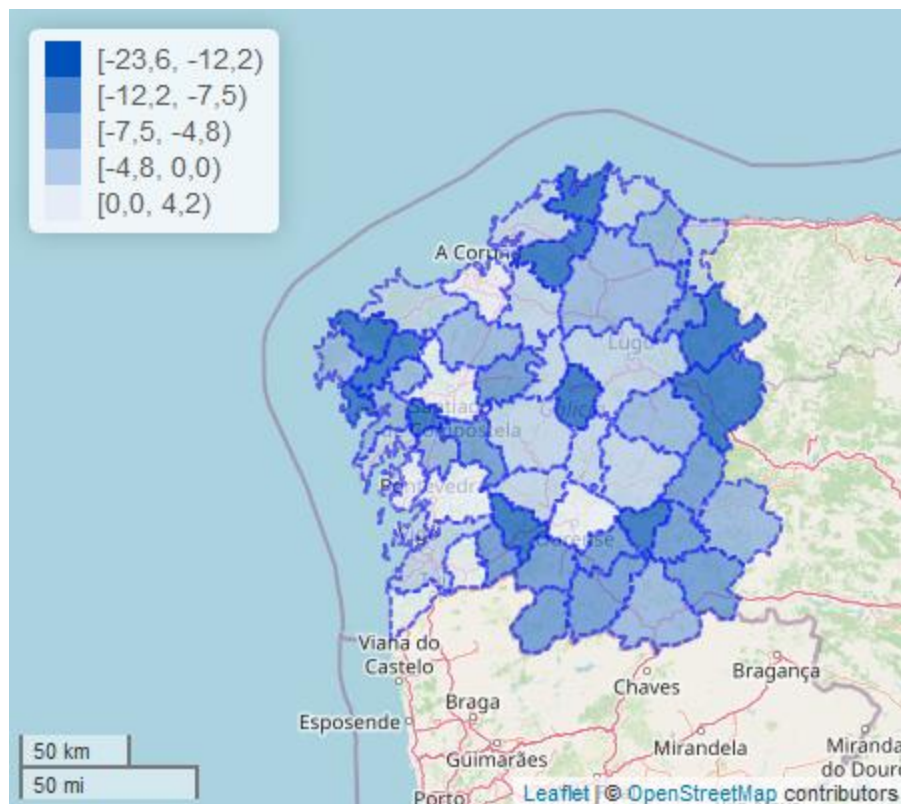 [-23,6, -12,2)
[-12,2, -7,5)
[-7,5, -4,8)
[-4,8, 0,0)
[0,0, 4,2)
A Coruñ
Lugo
Santiago
de Compostela
Pontevedra
Ourense
Viana do
Castelo
Chaves
Bragança
Braga
Esposende
Guimarães
Mirandela
Miranda
do Douro
Porto
50 km
50 mi
Leaflet | © OpenStreetMap contributors